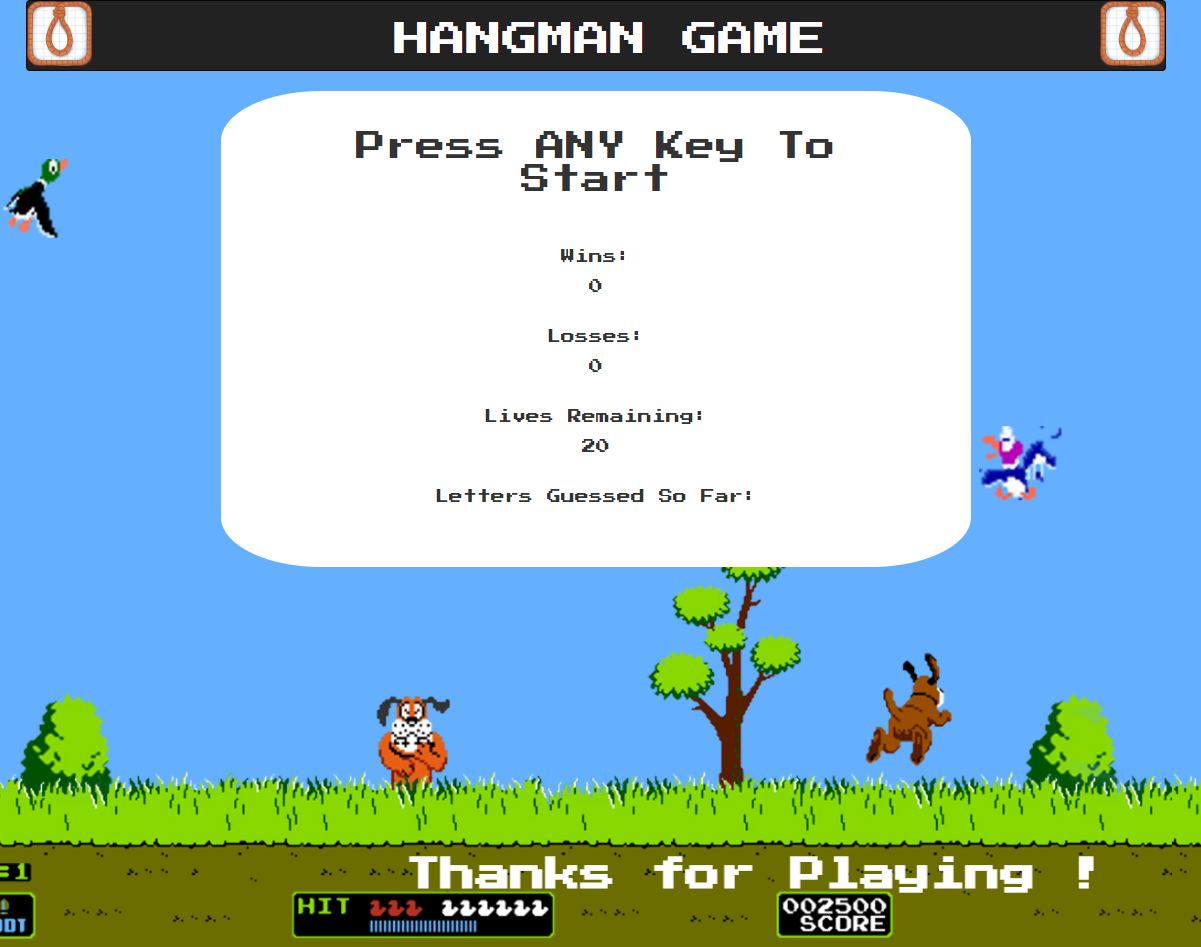 HANGMAN GAME
Press ANY Key To
Start
Wins:
0
Losses:
0
Lives Remaining:
20
Letters Guessed So Far:
Thanks for Playing !
=1
HIT
002500
SCORE